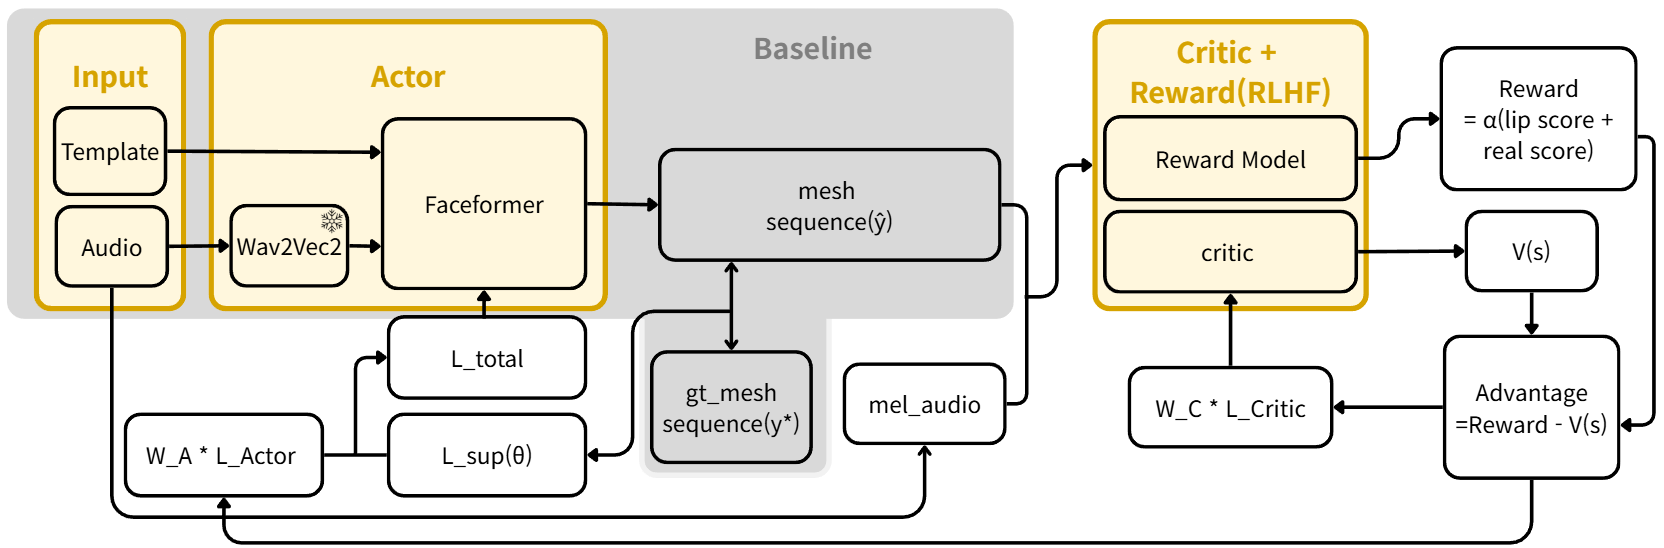 Baseline
Input
Actor
Critic +
Reward(RLHF)
Template
Audio
Wav2Vec2
Faceformer
mesh
sequence(ŷ)
Reward Model
critic
Reward
= α(lip score +
real score)
V(s)
L_total
gt_mesh
sequence(y*)
mel_audio
W_C * L_Critic
Advantage
=Reward - V(s)
W_A * L_Actor
L_sup(θ)